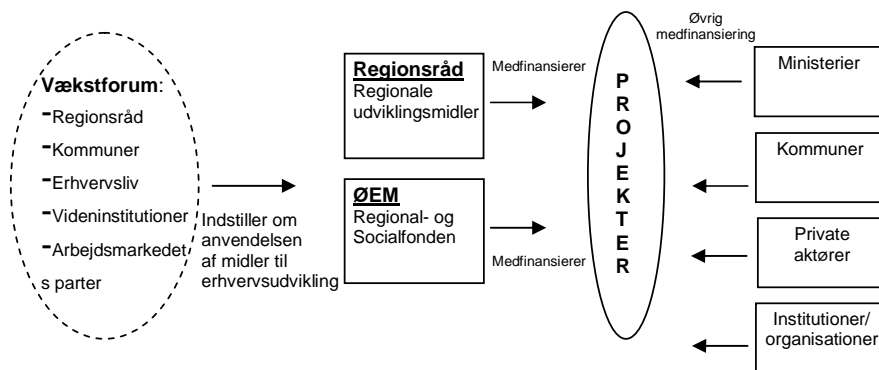 Vækstforum:
-Regionsråd
-Kommuner
-Erhvervsliv
-Videninstitutioner
-Arbejdsmarkedet
s parter
Indstiller om
anvendelsen
af midler til
erhvervsudvikling
Regionsråd
Regionale
udviklingsmidler
ØEM
Regional- og
Socialfonden
Medfinansierer
Medfinansierer
P
R
O
J
E
K
T
E
R
Øvrig
medfinansiering
Ministerier
Kommuner
Private
aktører
Institutioner/
organisationer